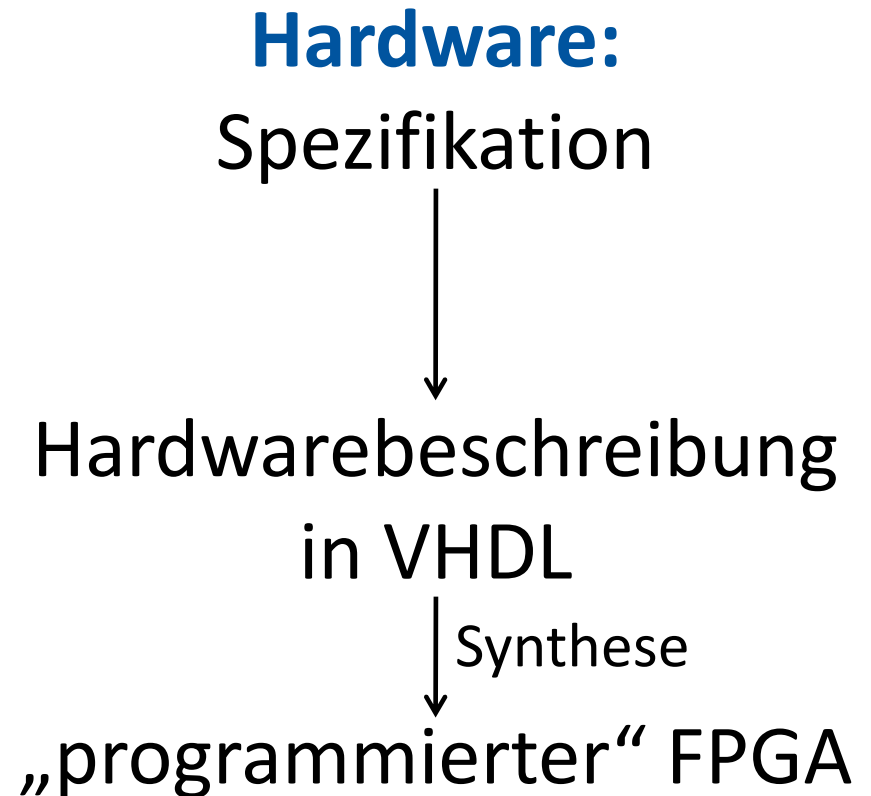 Hardware:
Spezifikation
Hardwarebeschreibung
in VHDL
Synthese
„programmierter“ FPGA